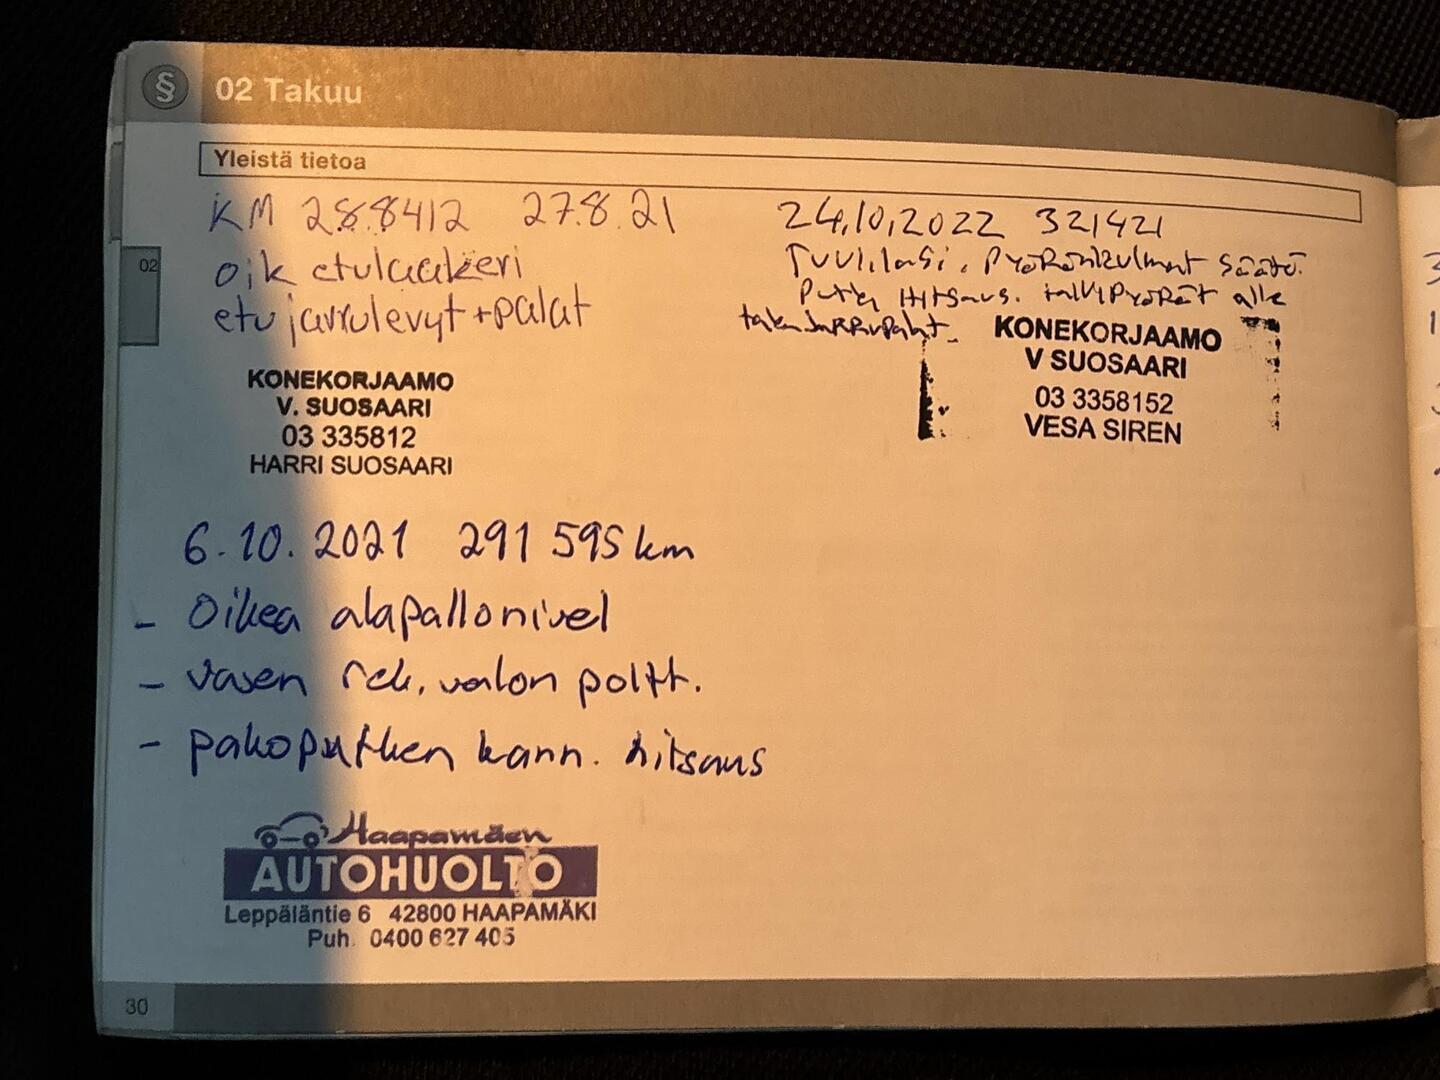 § 02 Takuu
Yleistä tietoa
KM 288412 27.8.21
oik etulaakeri
etu jarrulevyt + palat
KONEKORJAAMO
V. SUOSAARI
03 335812
HARRI SUOSAARI
6.10.2021 291 595 km
- Oikea alapallonivel
- vasen rek. valon poltt.
- pakoputken kann. hitsaus
Haapamäen
AUTOHUOLTO
Leppäläntie 6 42800 HAAPAMÄKI
Puh. 0400 627 405
24.10.2022 321421
Tuulilasi. Pyöränkulmat säätö.
Putki Hitsaus. talvipyörät alle
takajarrupalat.
KONEKORJAAMO
V SUOSAARI
03 3358152
VESA SIREN
02
30